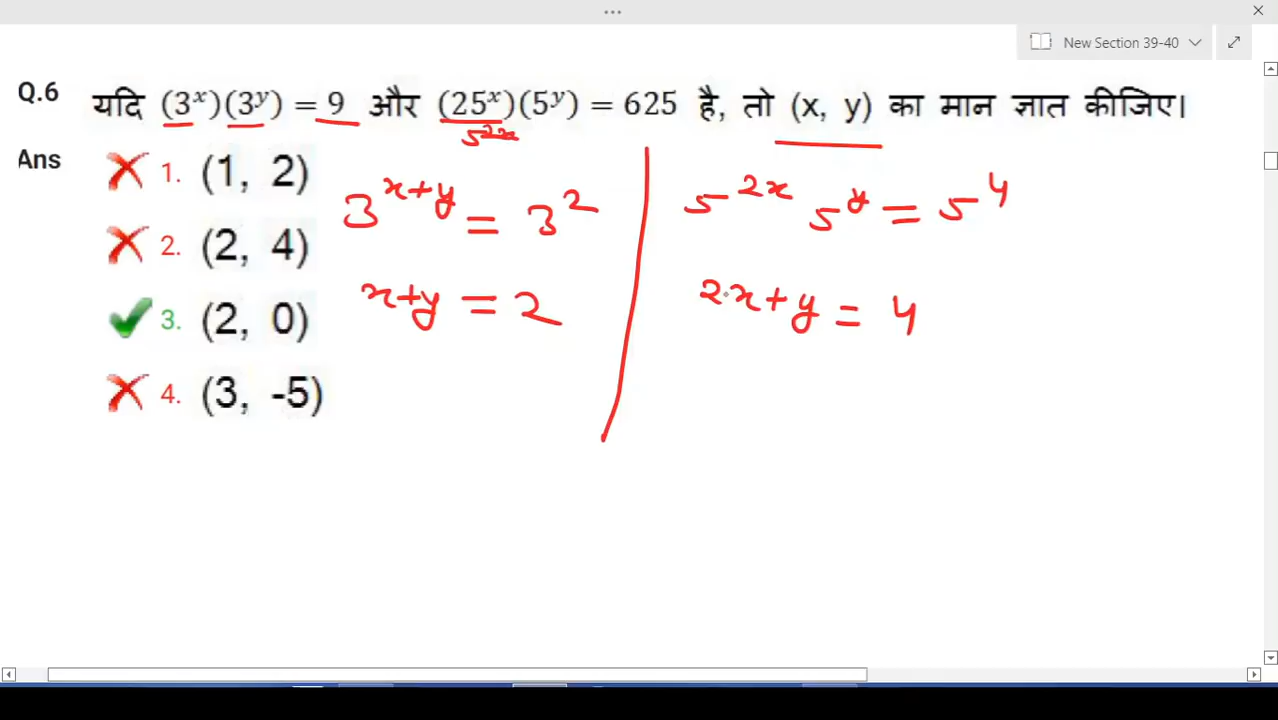 New Section 39-40
Q.6 यदि (3ˣ)(3ʸ) = 9 और (25ˣ)(5ʸ) = 625 है, तो (x, y) का मान ज्ञात कीजिए।
5²ˣ
Ans 1. (1, 2)
2. (2, 4)
3. (2, 0)
4. (3, -5)
3ˣ⁺ʸ = 3²
x+y = 2
5²ˣ 5ʸ = 5⁴
2x+y = 4